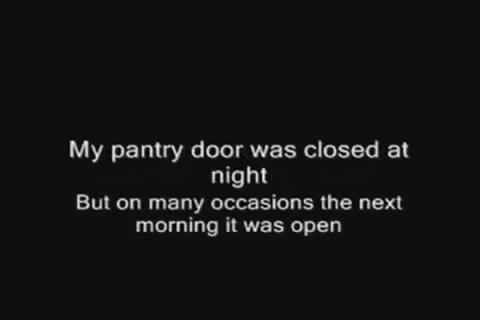 My pantry door was closed at
night
But on many occasions the next
morning it was open